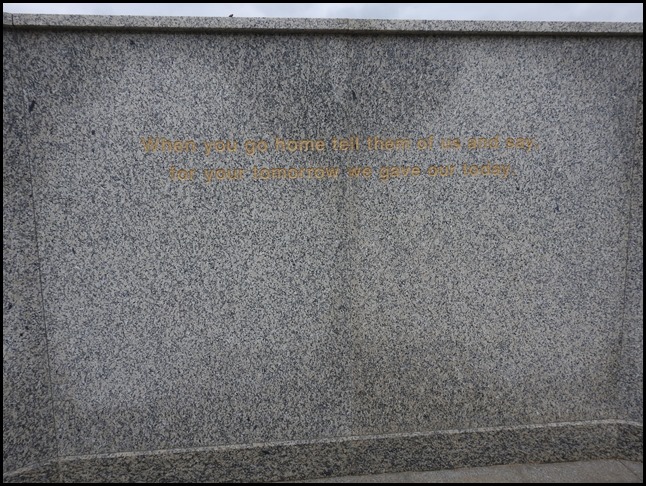 When you go home tell them of us and say,
for your tomorrow we gave our today.